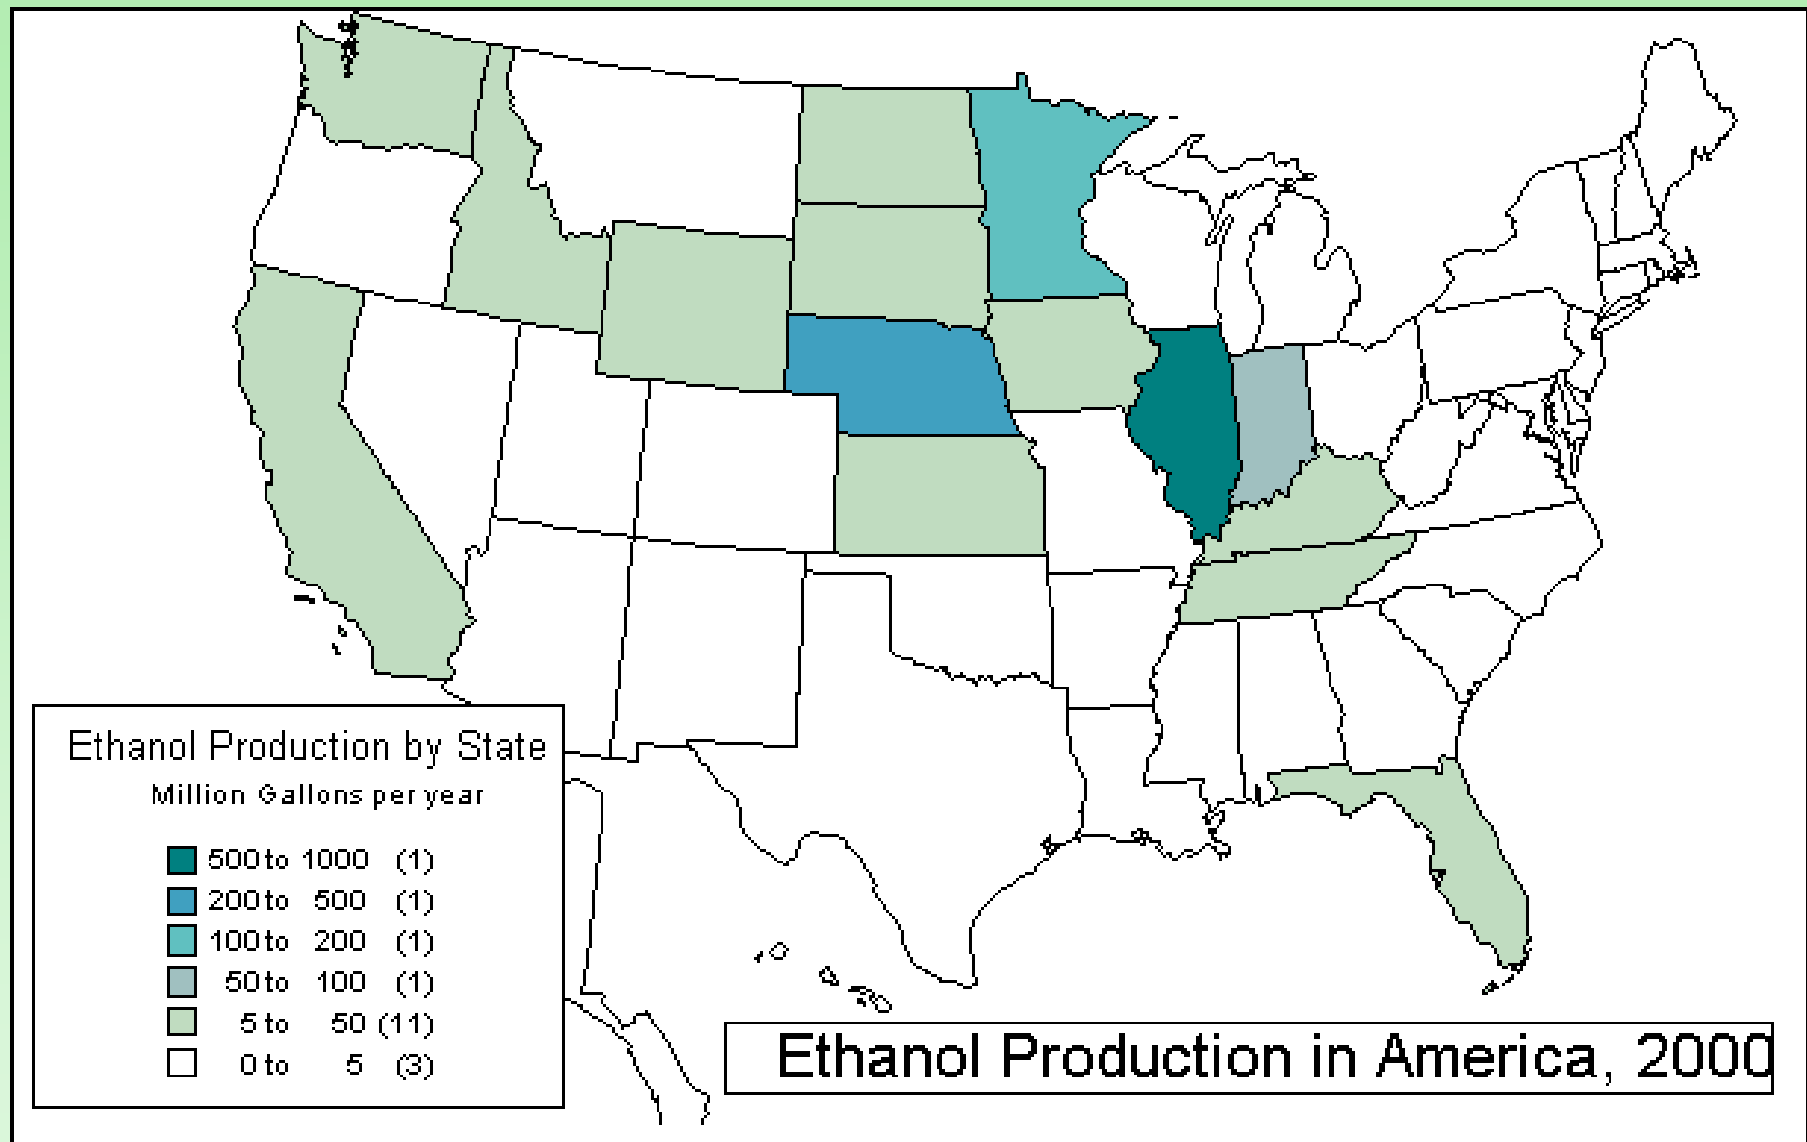 Ethanol Production by State
Million Gallons per year
500 to 1000 (1)
200 to 500 (1)
100 to 200 (1)
50 to 100 (1)
5 to 50 (11)
0 to 5 (3)
Ethanol Production in America, 2000